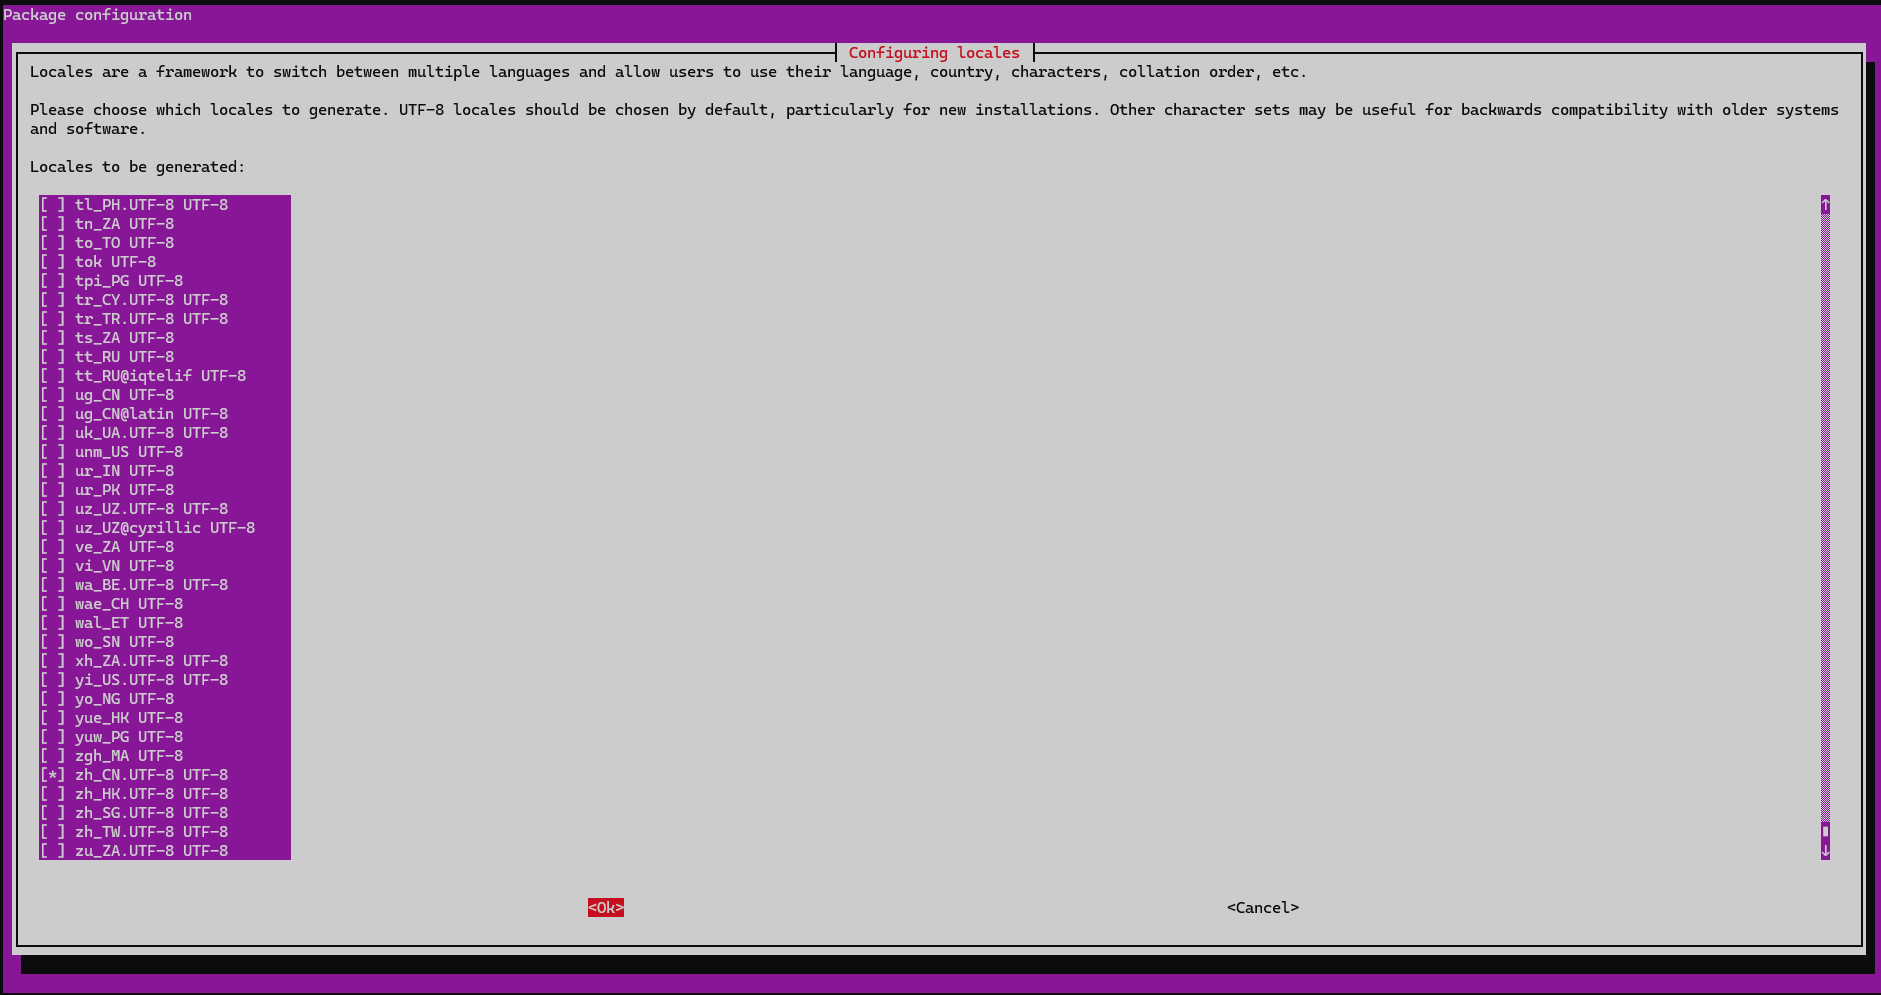 Package configuration
Configuring locales
Locales are a framework to switch between multiple languages and allow users to use their language, country, characters, collation order, etc.
Please choose which locales to generate. UTF-8 locales should be chosen by default, particularly for new installations. Other character sets may be useful for backwards compatibility with older systems
and software.
Locales to be generated:
[ ] tl_PH.UTF-8 UTF-8
[ ] tn_ZA UTF-8
[ ] to_TO UTF-8
[ ] tok UTF-8
[ ] tpi_PG UTF-8
[ ] tr_CY.UTF-8 UTF-8
[ ] tr_TR.UTF-8 UTF-8
[ ] ts_ZA UTF-8
[ ] tt_RU UTF-8
[ ] tt_RU@iqtelif UTF-8
[ ] ug_CN UTF-8
[ ] ug_CN@latin UTF-8
[ ] uk_UA.UTF-8 UTF-8
[ ] unm_US UTF-8
[ ] ur_IN UTF-8
[ ] ur_PK UTF-8
[ ] uz_UZ.UTF-8 UTF-8
[ ] uz_UZ@cyrillic UTF-8
[ ] ve_ZA UTF-8
[ ] vi_VN UTF-8
[ ] wa_BE.UTF-8 UTF-8
[ ] wae_CH UTF-8
[ ] wal_ET UTF-8
[ ] wo_SN UTF-8
[ ] xh_ZA.UTF-8 UTF-8
[ ] yi_US.UTF-8 UTF-8
[ ] yo_NG UTF-8
[ ] yue_HK UTF-8
[ ] yuw_PG UTF-8
[ ] zgh_MA UTF-8
[*] zh_CN.UTF-8 UTF-8
[ ] zh_HK.UTF-8 UTF-8
[ ] zh_SG.UTF-8 UTF-8
[ ] zh_TW.UTF-8 UTF-8
[ ] zu_ZA.UTF-8 UTF-8
<Ok> <Cancel>